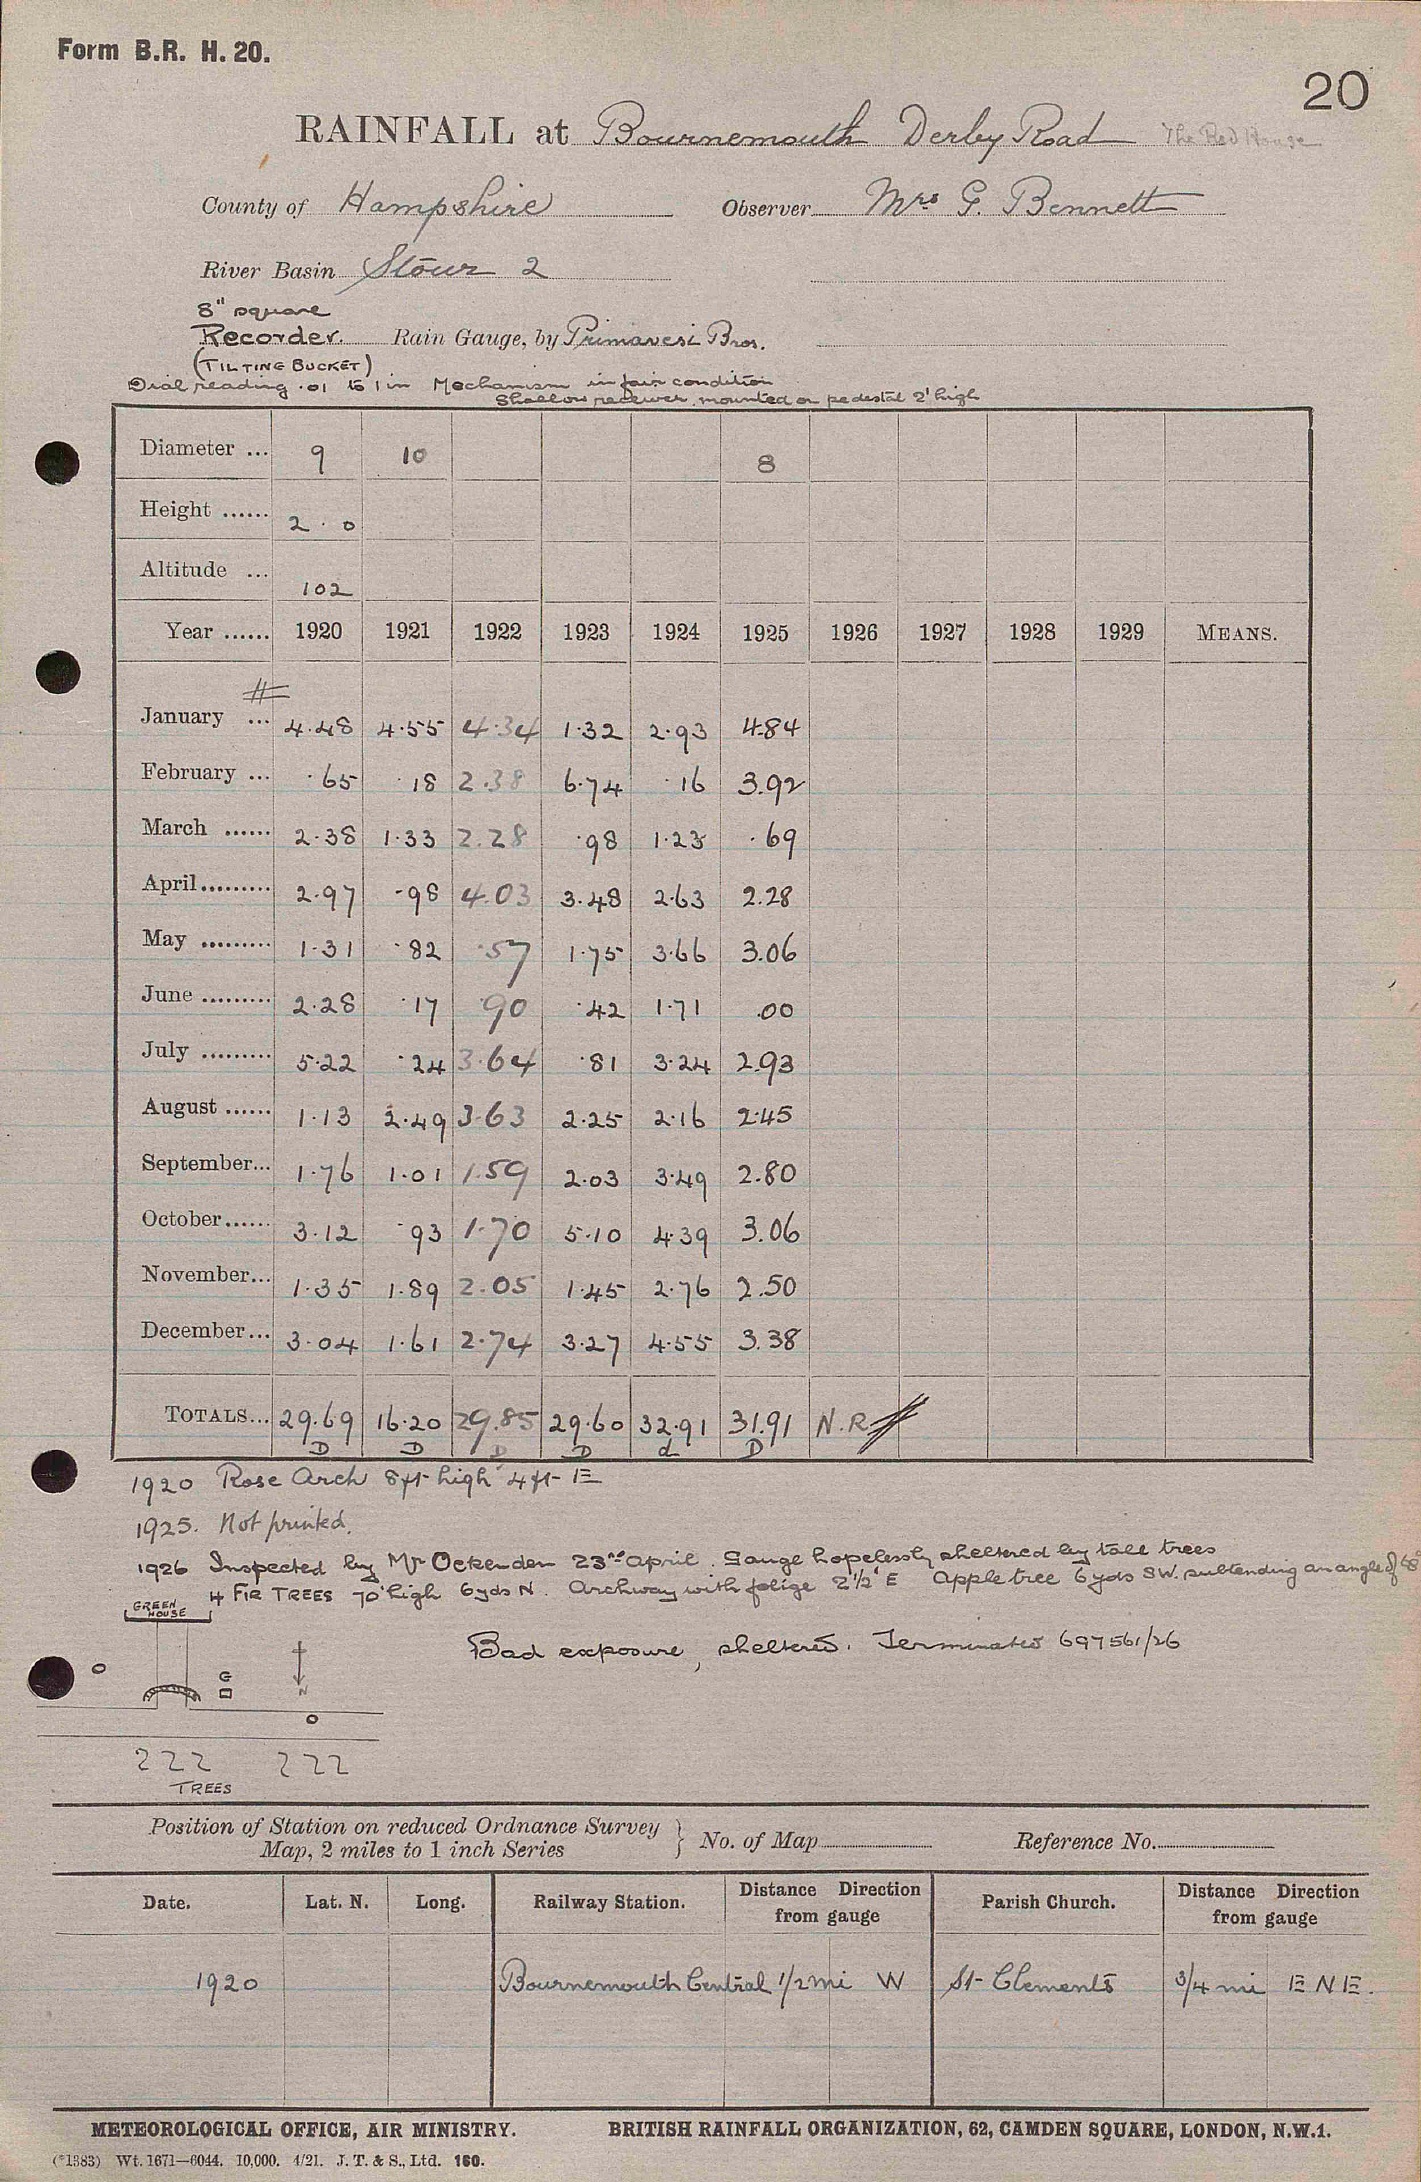 Form B.R. H. 20.
20
RAINFALL at Bournemouth Derby Road The Red House
County of Hampshire Observer Mrs G. Bennett
River Basin Stour 2
8" square
Recorder. Rain Gauge, by Primavesi Bros.
(TILTING BUCKET)
Dial reading .01 to 1 in Mechanism in fair condition
Shallow receiver mounted on pedestal 2' high
Diameter ... 9 10 8
Height ...... 2 . 0
Altitude ... 102
Year ...... 1920 1921 1922 1923 1924 1925 1926 1927 1928 1929 MEANS.
January ... 4.48 4.55 4.34 1.32 2.93 4.84
February ... .65 .18 2.38 6.74 .16 3.92
March ...... 2.38 1.33 2.28 .98 1.23 .69
April......... 2.97 .98 4.03 3.48 2.63 2.28
May ......... 1.31 .82 .57 1.75 3.66 3.06
June ......... 2.28 .17 .90 .42 1.71 .00
July ......... 5.22 .24 3.64 .81 3.24 2.93
August ...... 1.13 2.49 3.63 2.25 2.16 2.45
September... 1.76 1.01 1.59 2.03 3.49 2.80
October...... 3.12 .93 1.70 5.10 4.39 3.06
November... 1.35 1.89 2.05 1.45 2.76 2.50
December... 3.04 1.61 2.74 3.27 4.55 3.38
TOTALS... 29.69 16.20 29.85 29.60 32.91 31.91 N.R
D D D D d D
1920 Rose Arch 8ft high 4ft E
1925. Not printed.
1926 Inspected by Mr Ockenden 23rd April. Gauge hopelessly sheltered by tall trees
4 FIR TREES 70' high 6yds N. Archway with folige 2'½" E Apple tree 6 yds SW. subtending an angle of 68°
GREEN
HOUSE
Bad exposure, sheltered. Terminated 697561/26
G
N
TREES
Position of Station on reduced Ordnance Survey
Map, 2 miles to 1 inch Series } No. of Map Reference No.
Date. Lat. N. Long. Railway Station. Distance Direction from gauge Parish Church. Distance Direction from gauge
1920 Bournemouth Central 1/2 mi W St Clements 3/4 mi E N E.
METEOROLOGICAL OFFICE, AIR MINISTRY. BRITISH RAINFALL ORGANIZATION, 62, CAMDEN SQUARE, LONDON, N.W.1.
(*1383) Wt. 1671—6044. 10,000. 4/21. J. T. & S., Ltd. 160.